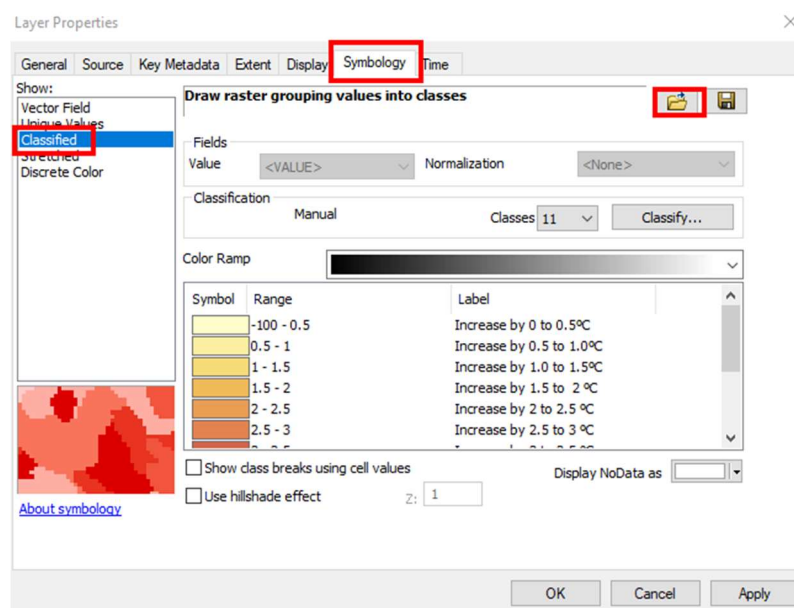 Layer Properties
General Source Key Metadata Extent Display Symbology Time
Show:
Vector Field
Unique Values
Classified
Stretched
Discrete Color
About symbology
Draw raster grouping values into classes
Fields
Value <VALUE> Normalization <None>
Classification
Manual Classes 11 Classify...
Color Ramp
Symbol Range Label
-100 - 0.5 Increase by 0 to 0.5ºC
0.5 - 1 Increase by 0.5 to 1.0ºC
1 - 1.5 Increase by 1.0 to 1.5ºC
1.5 - 2 Increase by 1.5 to 2 ºC
2 - 2.5 Increase by 2 to 2.5 ºC
2.5 - 3 Increase by 2.5 to 3 ºC
Show class breaks using cell values
Display NoData as
Use hillshade effect Z: 1
OK Cancel Apply